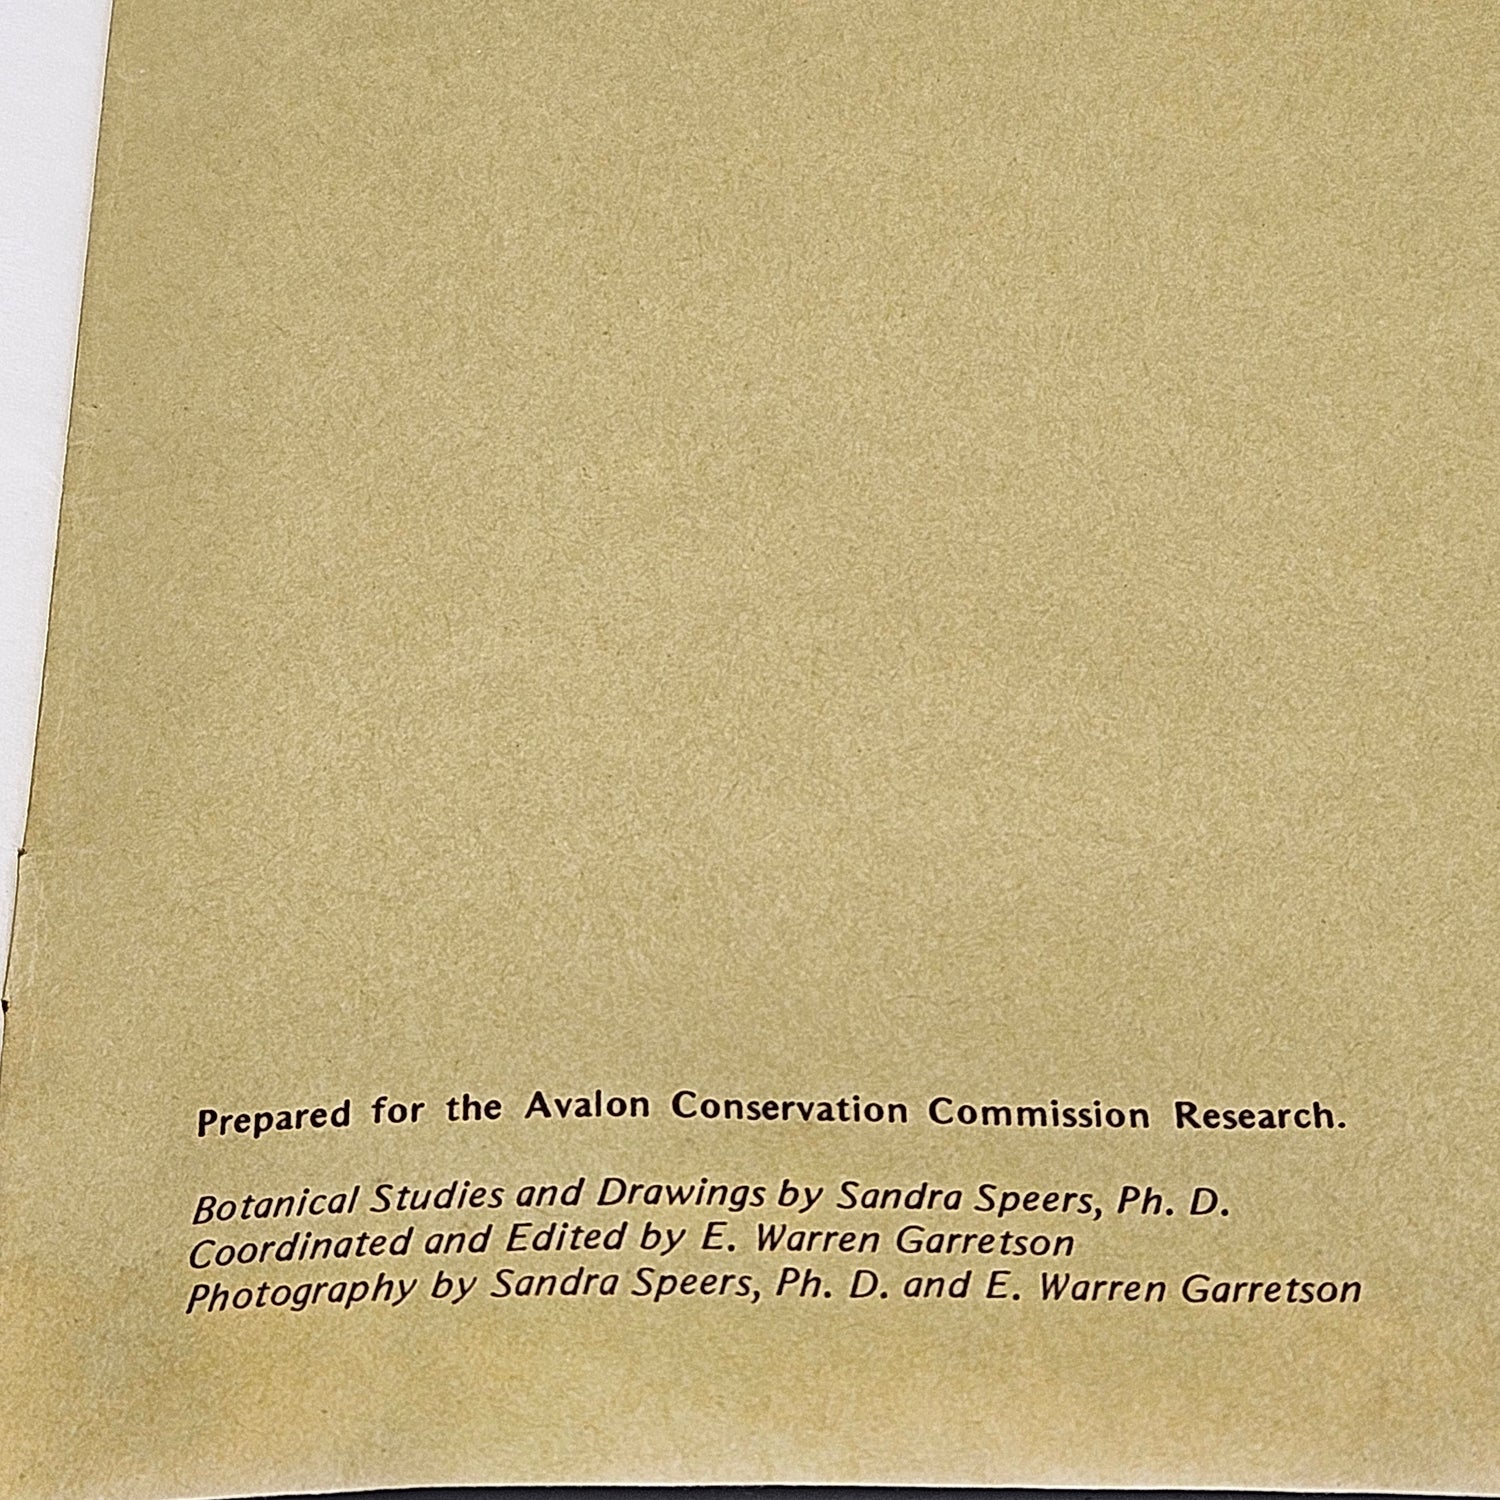 Prepared for the Avalon Conservation Commission Research.
Botanical Studies and Drawings by Sandra Speers, Ph. D.
Coordinated and Edited by E. Warren Garretson
Photography by Sandra Speers, Ph. D. and E. Warren Garretson